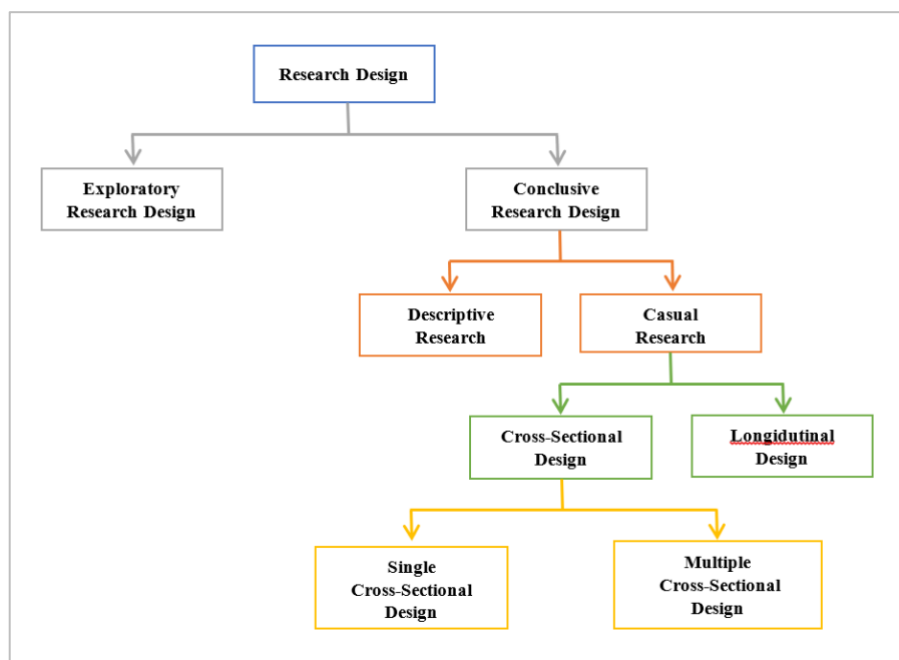 Research Design
Exploratory
Research Design
Conclusive
Research Design
Descriptive
Research
Casual
Research
Cross-Sectional
Design
Longidutinal
Design
Single
Cross-Sectional
Design
Multiple
Cross-Sectional
Design